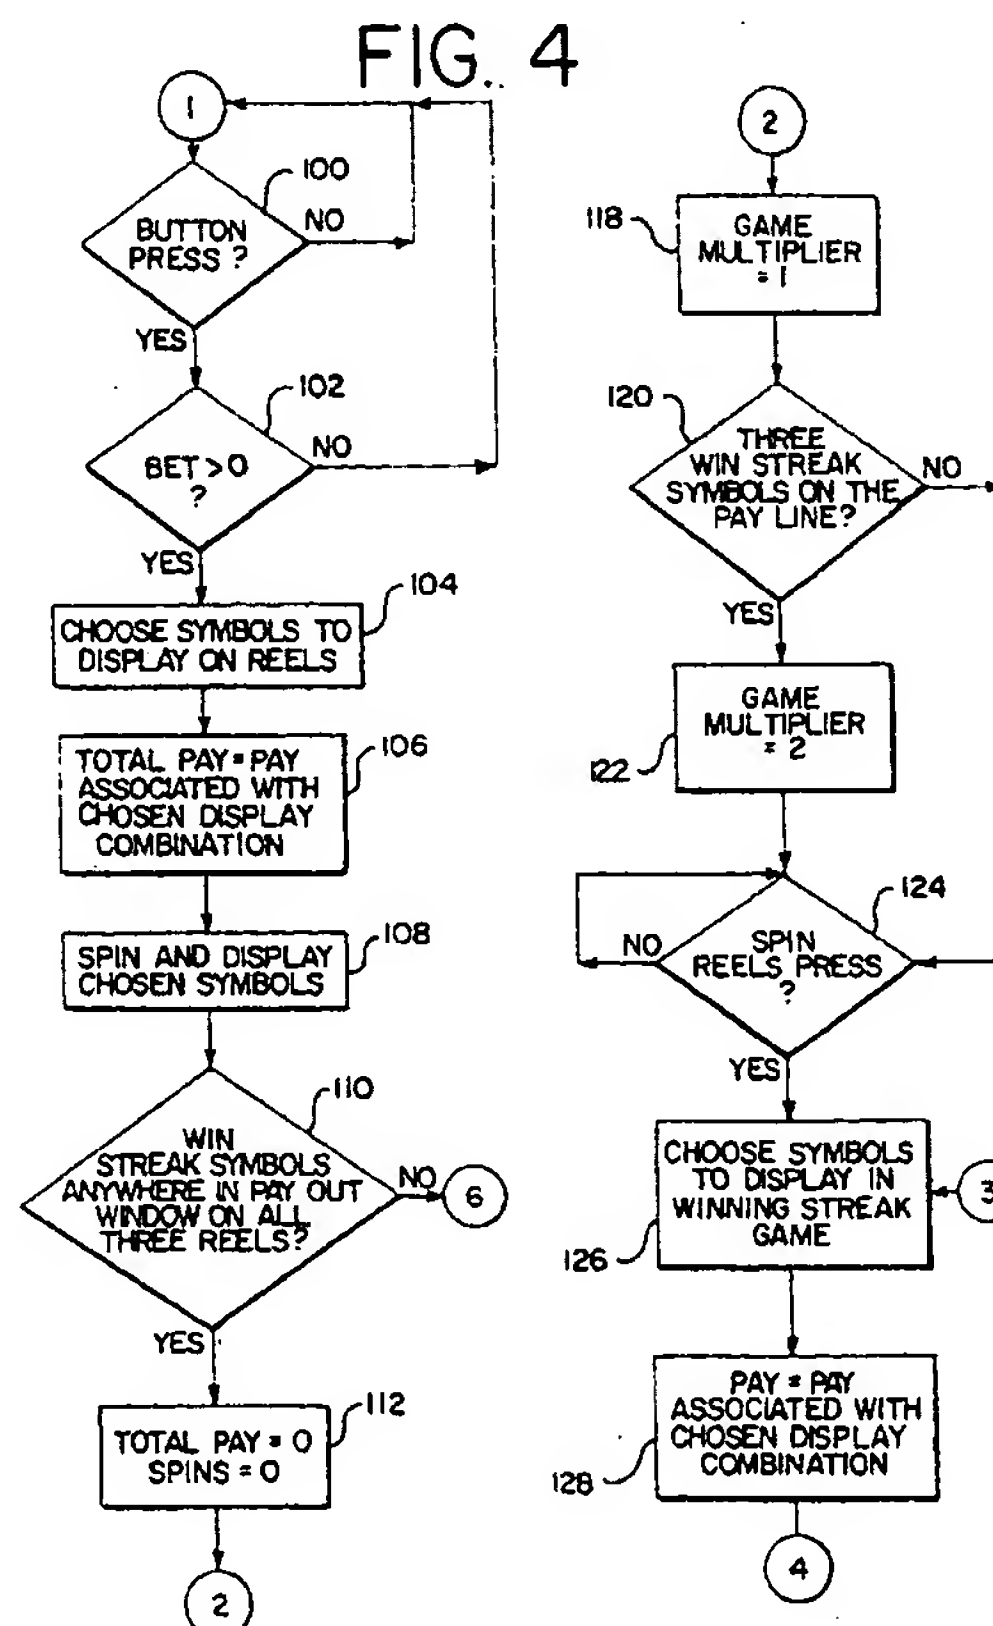 FIG. 4
1
100
BUTTON
PRESS ?
NO
YES
102
BET > 0
?
NO
YES
104
CHOOSE SYMBOLS TO
DISPLAY ON REELS
106
TOTAL PAY = PAY
ASSOCIATED WITH
CHOSEN DISPLAY
COMBINATION
108
SPIN AND DISPLAY
CHOSEN SYMBOLS
110
WIN
STREAK SYMBOLS
ANYWHERE IN PAY OUT
WINDOW ON ALL
THREE REELS?
NO
6
YES
112
TOTAL PAY = 0
SPINS = 0
2
2
118
GAME
MULTIPLIER
= 1
120
THREE
WIN STREAK
SYMBOLS ON THE
PAY LINE?
NO
YES
GAME
MULTIPLIER
= 2
122
124
SPIN
REELS PRESS
?
NO
YES
CHOOSE SYMBOLS
TO DISPLAY IN
WINNING STREAK
GAME
3
126
PAY = PAY
ASSOCIATED WITH
CHOSEN DISPLAY
COMBINATION
128
4